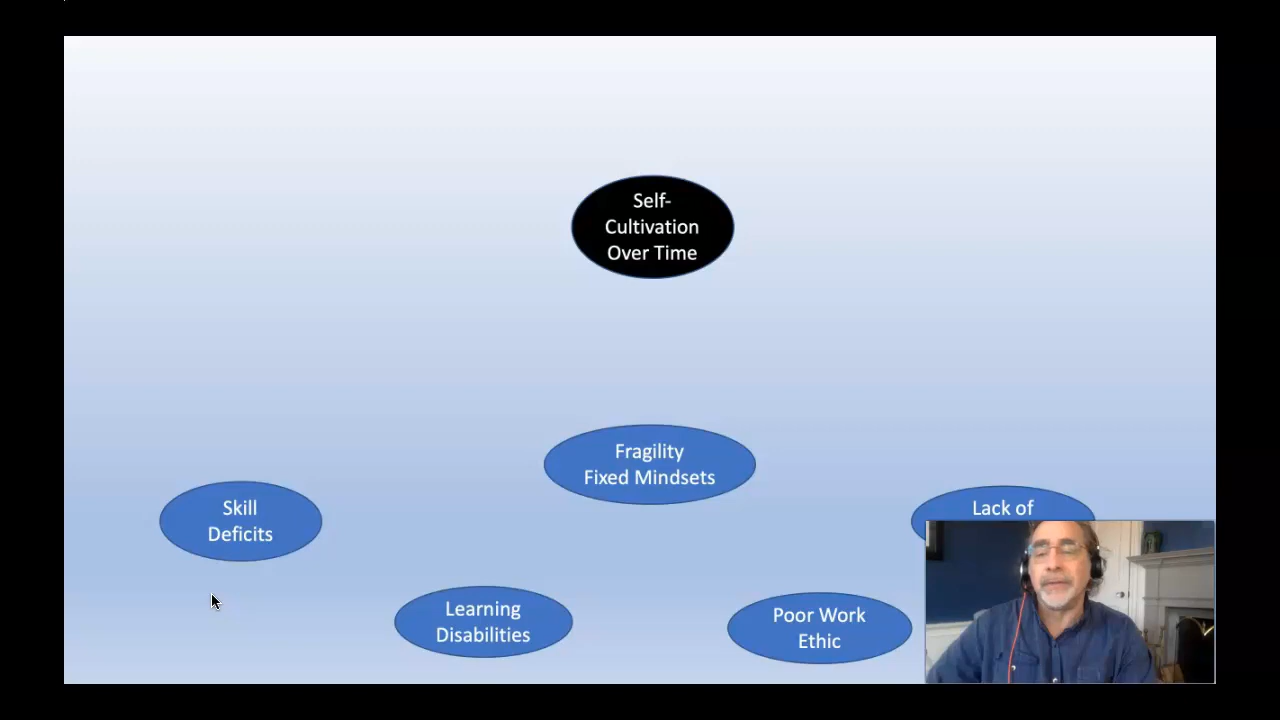 Self-
Cultivation
Over Time
Fragility
Fixed Mindsets
Skill
Deficits
Lack of
Learning
Disabilities
Poor Work
Ethic